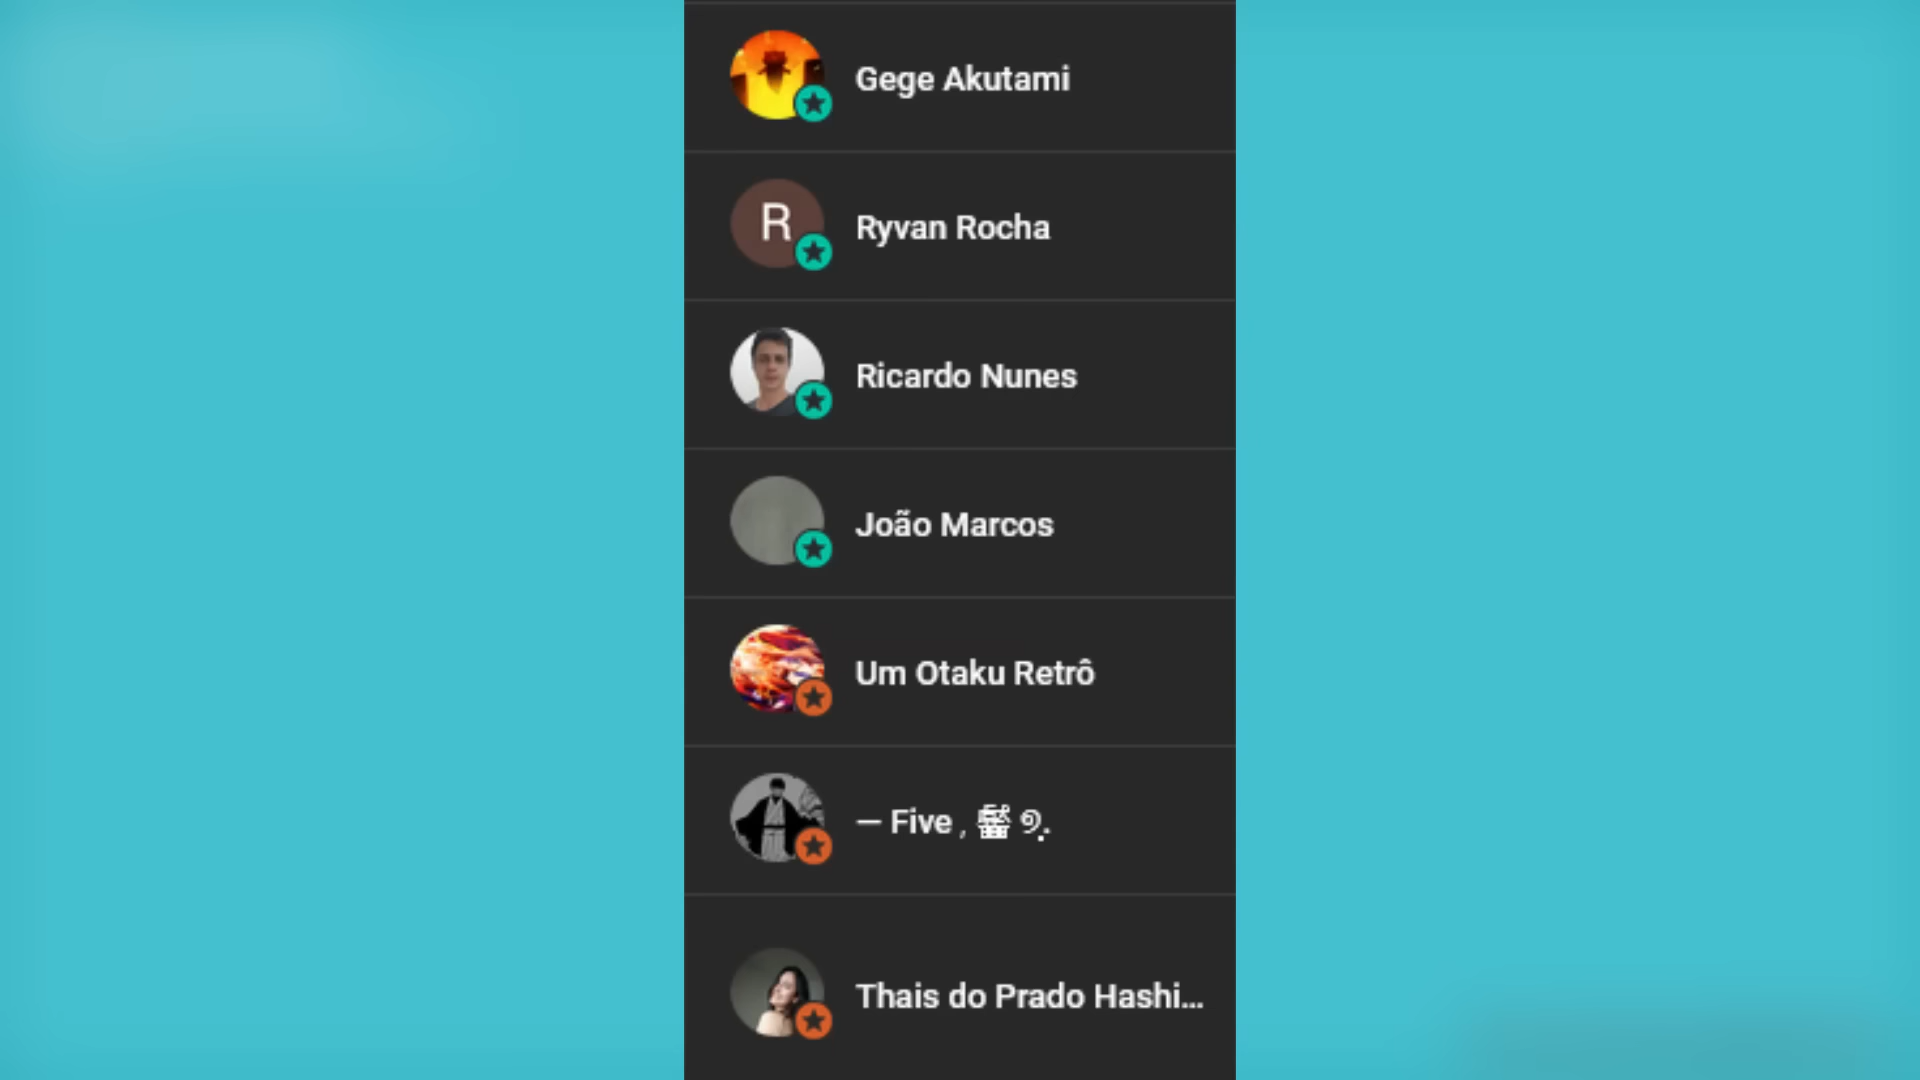 Gege Akutami
R
Ryvan Rocha
Ricardo Nunes
João Marcos
Um Otaku Retrô
— Five ,
Thais do Prado Hashi...